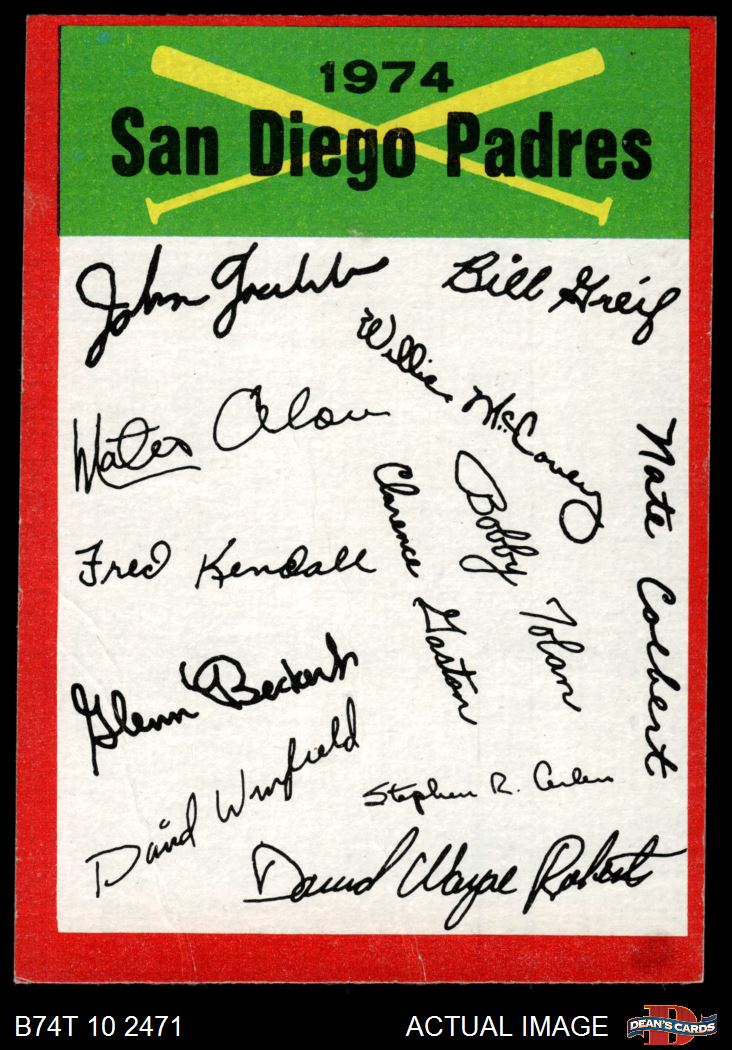 1974
San Diego Padres
John Grubb
Bill Greif
Willie McCovey
Mateo Alou
Nate Colbert
Clarence Gaston
Bobby Tolan
Fred Kendall
Glenn Beckert
David Winfield
Stephen R. Arlin
David Wayne Roberts
B74T 10 2471
ACTUAL IMAGE
D
DEAN'S CARDS